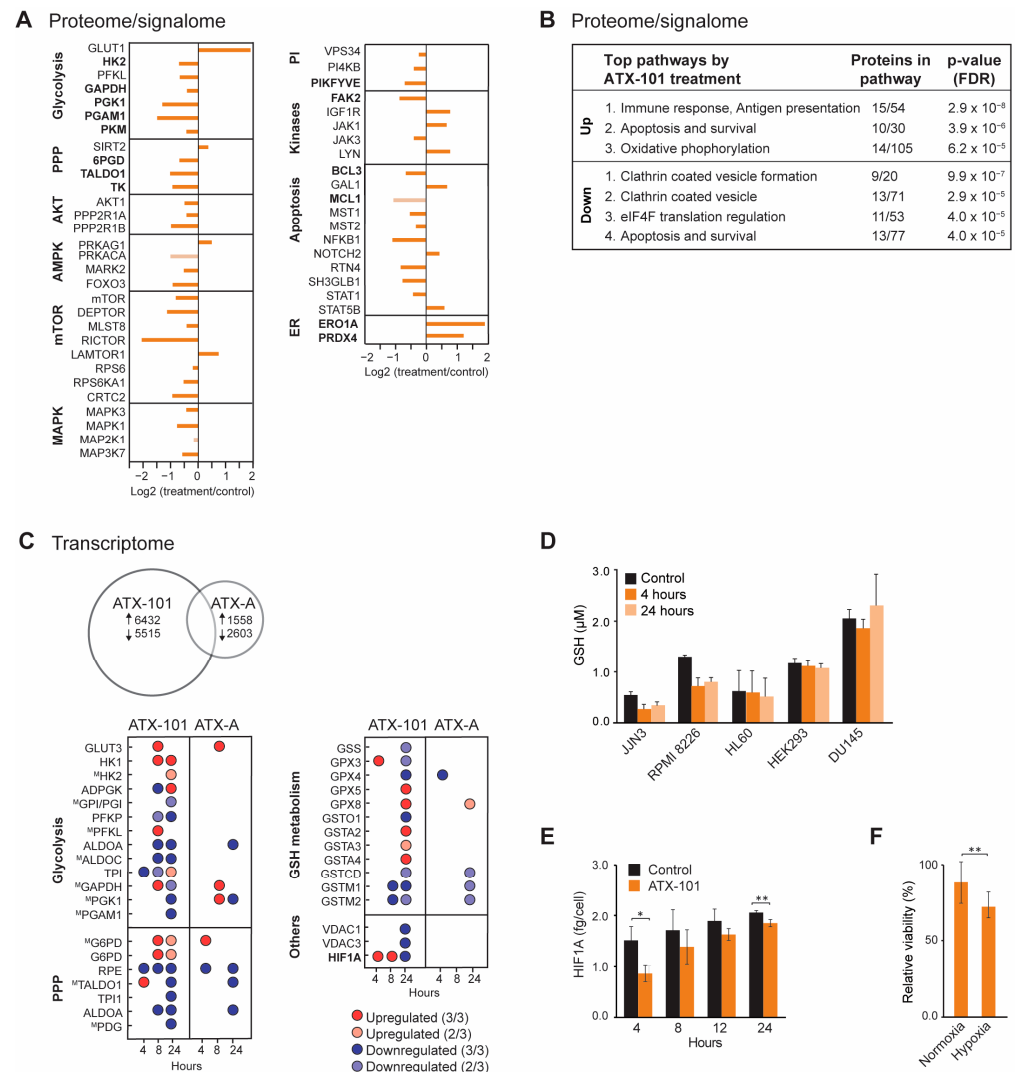 A Proteome/signalome
Glycolysis
GLUT1
HK2
PFKL
GAPDH
PGK1
PGAM1
PKM
PPP
SIRT2
6PGD
TALDO1
TK
AKT
AKT1
PPP2R1A
PPP2R1B
AMPK
PRKAG1
PRKACA
MARK2
FOXO3
mTOR
mTOR
DEPTOR
MLST8
RICTOR
LAMTOR1
RPS6
RPS6KA1
CRTC2
MAPK
MAPK3
MAPK1
MAP2K1
MAP3K7
−2 −1 0 1 2
Log2 (treatment/control)
PI
VPS34
PI4KB
PIKFYVE
Kinases
FAK2
IGF1R
JAK1
JAK3
LYN
Apoptosis
BCL3
GAL1
MCL1
MST1
MST2
NFKB1
NOTCH2
RTN4
SH3GLB1
STAT1
STAT5B
ER
ERO1A
PRDX4
−2 −1 0 1 2
Log2 (treatment/control)
B Proteome/signalome
Top pathways by ATX-101 treatment
Proteins in pathway
p-value (FDR)
Up
1. Immune response, Antigen presentation 15/54 2.9 x 10⁻⁸
2. Apoptosis and survival 10/30 3.9 x 10⁻⁶
3. Oxidative phophorylation 14/105 6.2 x 10⁻⁵
Down
1. Clathrin coated vesicle formation 9/20 9.9 x 10⁻⁷
2. Clathrin coated vesicle 13/71 2.9 x 10⁻⁵
3. eIF4F translation regulation 11/53 4.0 x 10⁻⁵
4. Apoptosis and survival 13/77 4.0 x 10⁻⁵
C Transcriptome
ATX-101
↑6432
↓5515
ATX-A
↑1558
↓2603
ATX-101 ATX-A
Glycolysis
GLUT3
HK1
ᴹHK2
ADPGK
ᴹGPI/PGI
PFKP
ᴹPFKL
ALDOA
ᴹALDOC
TPI
ᴹGAPDH
ᴹPGK1
ᴹPGAM1
PPP
ᴹG6PD
G6PD
RPE
ᴹTALDO1
TPI1
ALDOA
ᴹPDG
4 8 24 4 8 24
Hours
ATX-101 ATX-A
GSH metabolism
GSS
GPX3
GPX4
GPX5
GPX8
GSTO1
GSTA2
GSTA3
GSTA4
GSTCD
GSTM1
GSTM2
Others
VDAC1
VDAC3
HIF1A
4 8 24 4 8 24
Hours
Upregulated (3/3)
Upregulated (2/3)
Downregulated (3/3)
Downregulated (2/3)
D
GSH (µM)
3.0
2.0
1.0
0.0
Control
4 hours
24 hours
JJN3
RPMI 8226
HL60
HEK293
DU145
E
HIF1A (fg/cell)
3.0
2.0
1.0
0.0
Control
ATX-101
*
**
4 8 12 24
Hours
F
Relative viability (%)
100
50
0
**
Normoxia
Hypoxia